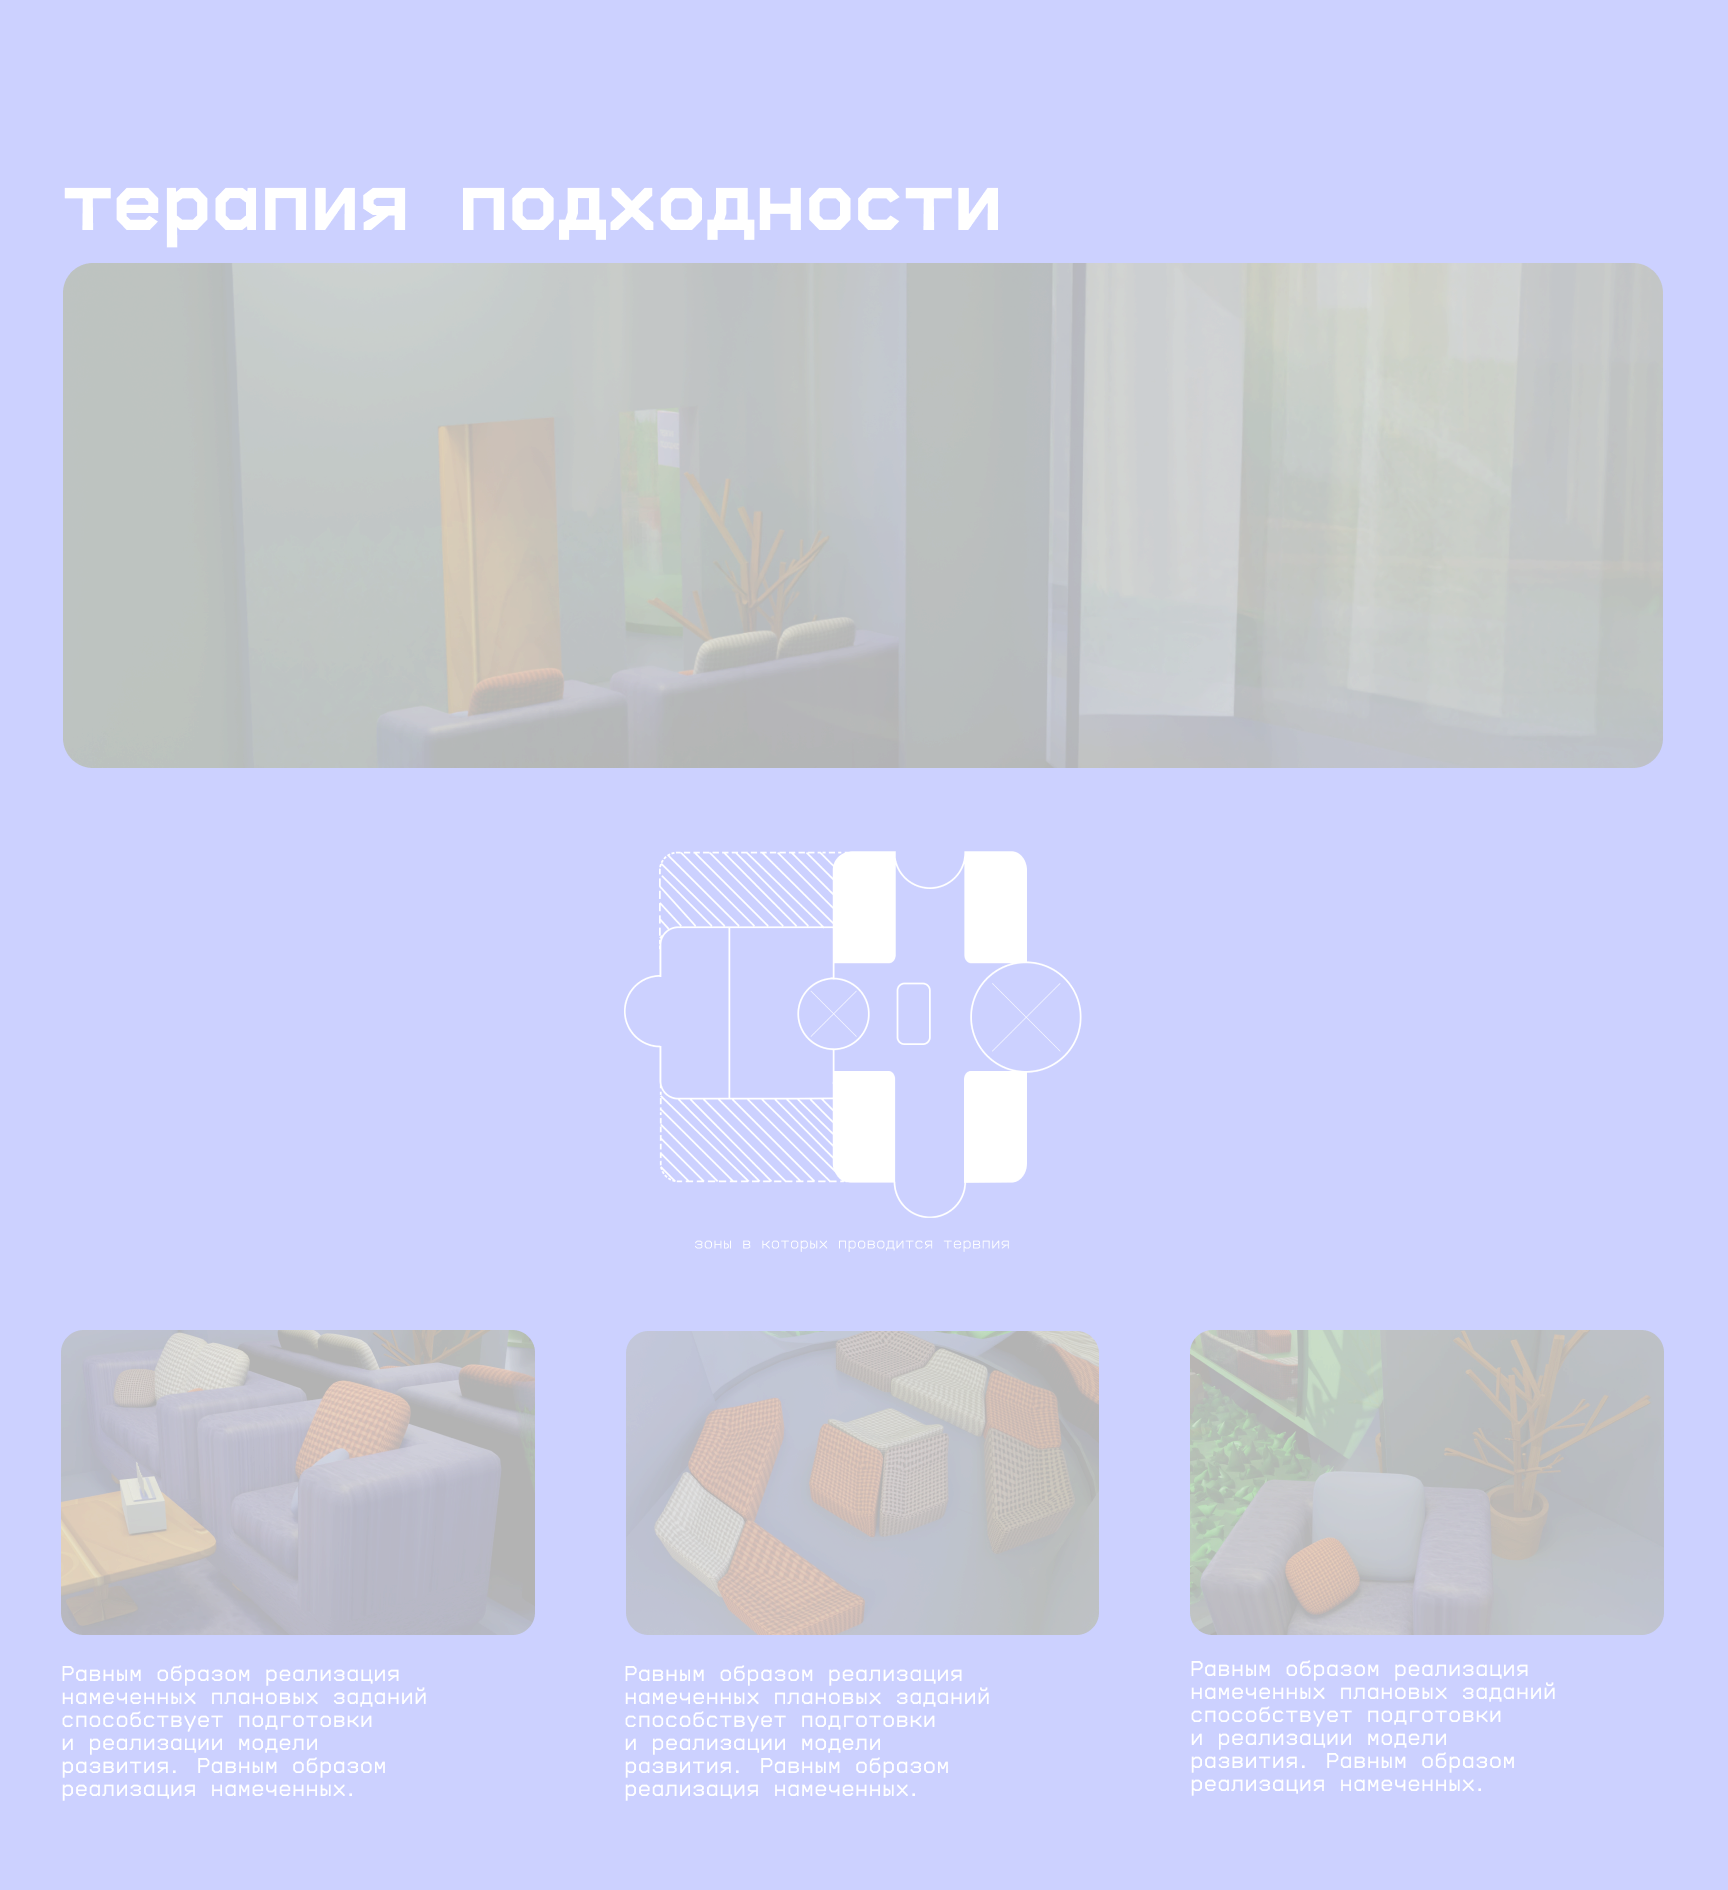 терапия подходности
зоны в которых проводится тервпия
Равным образом реализация
намеченных плановых заданий
способствует подготовки
и реализации модели
развития. Равным образом
реализация намеченных.
Равным образом реализация
намеченных плановых заданий
способствует подготовки
и реализации модели
развития. Равным образом
реализация намеченных.
Равным образом реализация
намеченных плановых заданий
способствует подготовки
и реализации модели
развития. Равным образом
реализация намеченных.